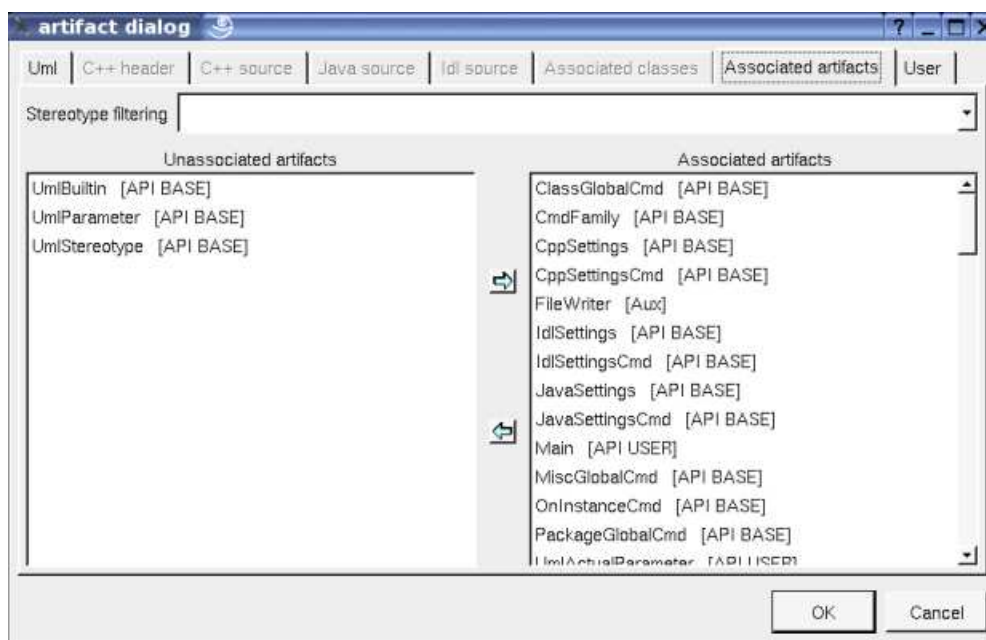 artifact dialog
Uml C++ header C++ source Java source Idl source Associated classes Associated artifacts User
Stereotype filtering
Unassociated artifacts
UmlBuiltin [API BASE]
UmlParameter [API BASE]
UmlStereotype [API BASE]
Associated artifacts
ClassGlobalCmd [API BASE]
CmdFamily [API BASE]
CppSettings [API BASE]
CppSettingsCmd [API BASE]
FileWriter [Aux]
IdlSettings [API BASE]
IdlSettingsCmd [API BASE]
JavaSettings [API BASE]
JavaSettingsCmd [API BASE]
Main [API USER]
MiscGlobalCmd [API BASE]
OnInstanceCmd [API BASE]
PackageGlobalCmd [API BASE]
UmlActualParameter [API USER]
OK Cancel